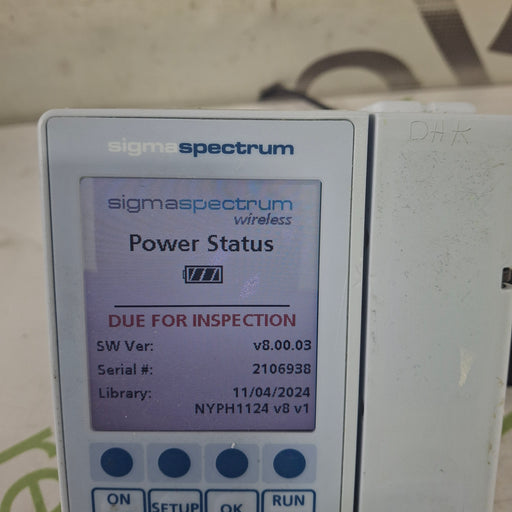 sigmaspectrum
DHK
sigmaspectrum
wireless
Power Status
DUE FOR INSPECTION
SW Ver: v8.00.03
Serial #: 2106938
Library: 11/04/2024
NYPH1124 v8 v1
ON
SETUP
OK
RUN